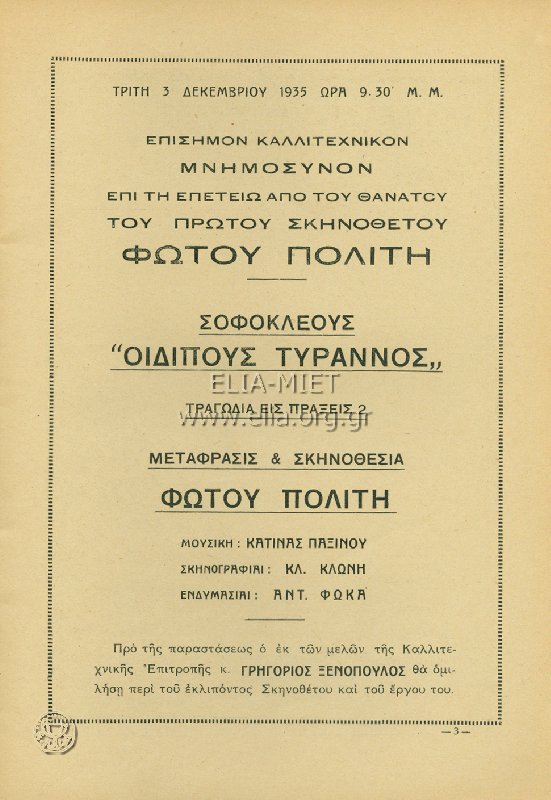 ΤΡΙΤΗ 3 ΔΕΚΕΜΒΡΙΟΥ 1935 ΩΡΑ 9.30' Μ. Μ.
ΕΠΙΣΗΜΟΝ ΚΑΛΛΙΤΕΧΝΙΚΟΝ
ΜΝΗΜΟΣΥΝΟΝ
ΕΠΙ ΤΗ ΕΠΕΤΕΙΩ ΑΠΟ ΤΟΥ ΘΑΝΑΤΟΥ
ΤΟΥ ΠΡΩΤΟΥ ΣΚΗΝΟΘΕΤΟΥ
ΦΩΤΟΥ ΠΟΛΙΤΗ
ΣΟΦΟΚΛΕΟΥΣ
"ΟΙΔΙΠΟΥΣ ΤΥΡΑΝΝΟΣ„
ELIA-MIET
ΤΡΑΓΩΔΙΑ ΕΙΣ ΠΡΑΞΕΙΣ 2
www.elia.org.gr
ΜΕΤΑΦΡΑΣΙΣ & ΣΚΗΝΟΘΕΣΙΑ
ΦΩΤΟΥ ΠΟΛΙΤΗ
ΜΟΥΣΙΚΗ : ΚΑΤΙΝΑΣ ΠΑΞΙΝΟΥ
ΣΚΗΝΟΓΡΑΦΙΑΙ : ΚΛ. ΚΛΩΝΗ
ΕΝΔΥΜΑΣΙΑΙ : ΑΝΤ. ΦΩΚΑ
Πρὸ τῆς παραστάσεως ὁ ἐκ τῶν μελῶν τῆς Καλλιτε-
χνικῆς Ἐπιτροπῆς κ. ΓΡΗΓΟΡΙΟΣ ΞΕΝΟΠΟΥΛΟΣ θὰ ὁμι-
λήσῃ περὶ τοῦ ἐκλιπόντος Σκηνοθέτου καὶ τοῦ ἔργου του.
—3—